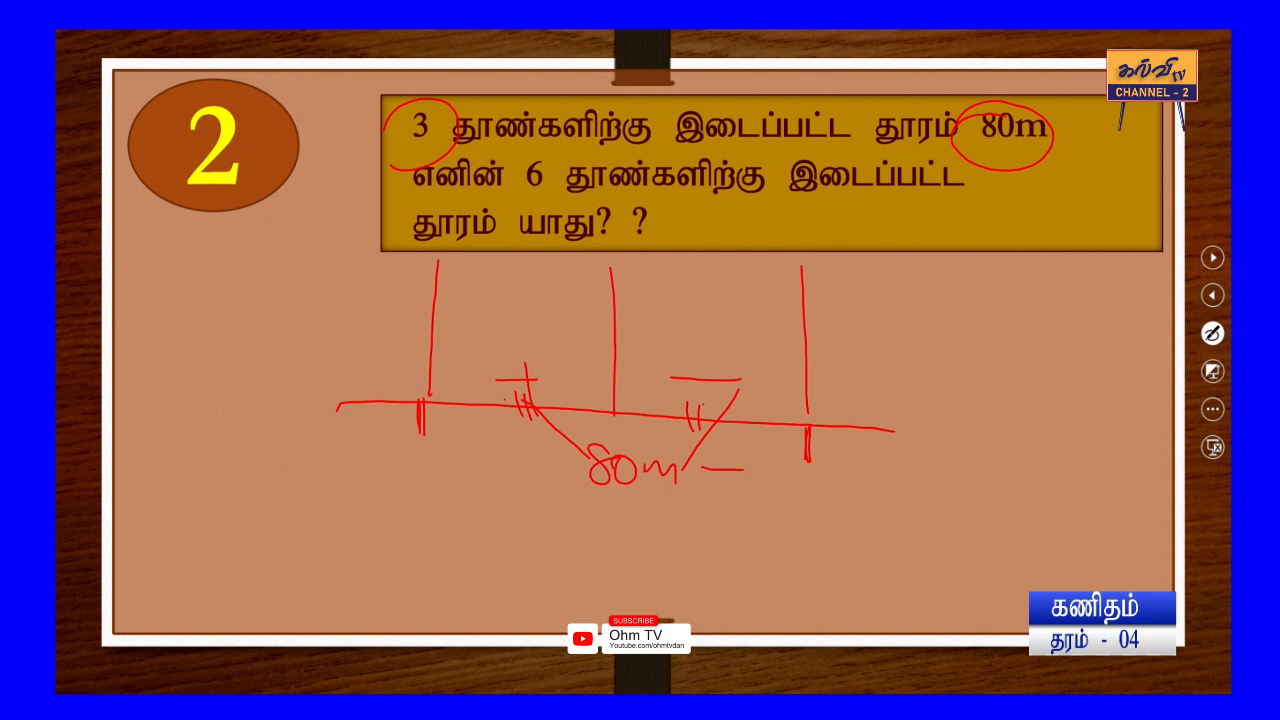 கல்வி tv
CHANNEL - 2
2
3 தூண்களிற்கு இடைப்பட்ட தூரம் 80m
எனின் 6 தூண்களிற்கு இடைப்பட்ட
தூரம் யாது? ?
80m
SUBSCRIBE
Ohm TV
Youtube.com/ohmtvdan
கணிதம்
தரம் - 04